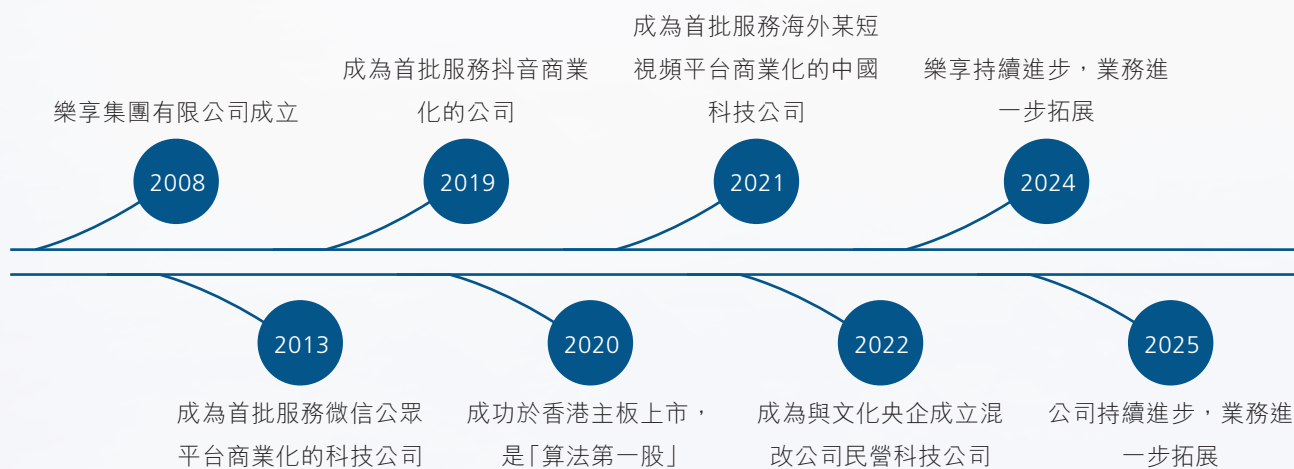 樂享集團有限公司成立
2008
成為首批服務微信公眾
平台商業化的科技公司
2013
成為首批服務抖音商業
化的公司
2019
成功於香港主板上市，
是「算法第一股」
2020
成為首批服務海外某短
視頻平台商業化的中國
科技公司
2021
成為與文化央企成立混
改公司民營科技公司
2022
樂享持續進步，業務進
一步拓展
2024
公司持續進步，業務進
一步拓展
2025